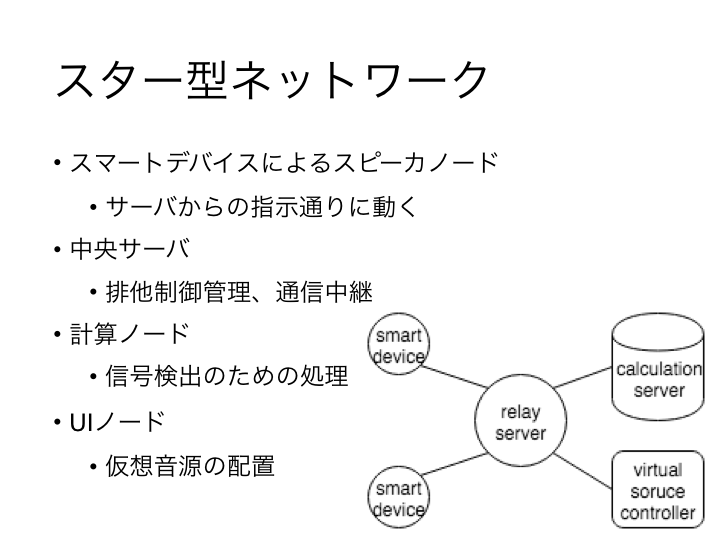 スター型ネットワーク
• スマートデバイスによるスピーカノード
• サーバからの指示通りに動く
• 中央サーバ
• 排他制御管理、通信中継
• 計算ノード
• 信号検出のための処理
• UIノード
• 仮想音源の配置
smart
device
calculation
server
relay
server
smart
device
virtual
soruce
controller